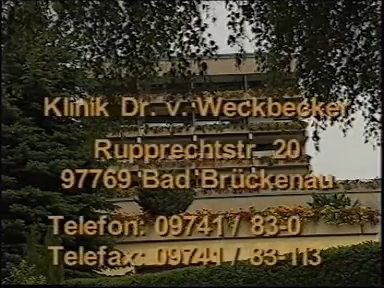 Klinik Dr. v. Weckbecker
Rupprechtstr. 20
97769 Bad Brückenau
Telefon: 09741 / 83-0
Telefax: 09741 / 83-113